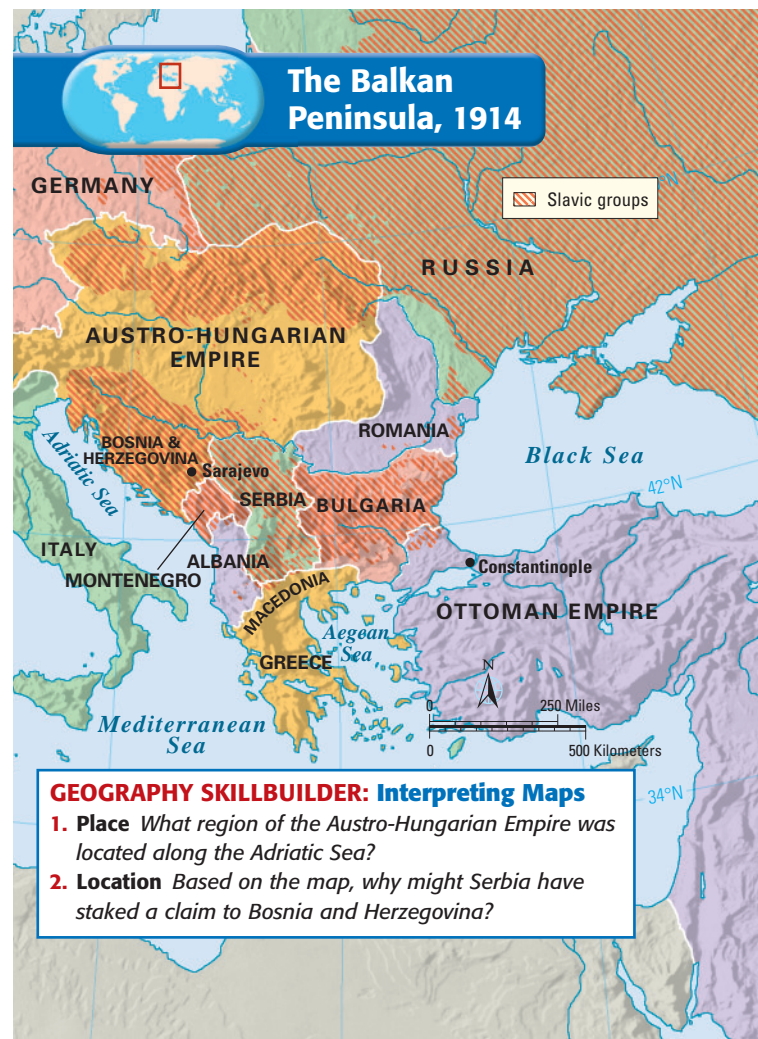 The Balkan
Peninsula, 1914
GERMANY
°N
Slavic groups
RUSSIA
AUSTRO-HUNGARIAN
EMPIRE
ROMANIA
Black Sea
BOSNIA &
HERZEGOVINA
Adriatic Sea
Sarajevo
SERBIA
BULGARIA
42°N
ITALY
MONTENEGRO
ALBANIA
Constantinople
MACEDONIA
OTTOMAN EMPIRE
Aegean
Sea
GREECE
N
0 250 Miles
0 500 Kilometers
Mediterranean
Sea
34°N
GEOGRAPHY SKILLBUILDER: Interpreting Maps
1. Place What region of the Austro-Hungarian Empire was
located along the Adriatic Sea?
2. Location Based on the map, why might Serbia have
staked a claim to Bosnia and Herzegovina?